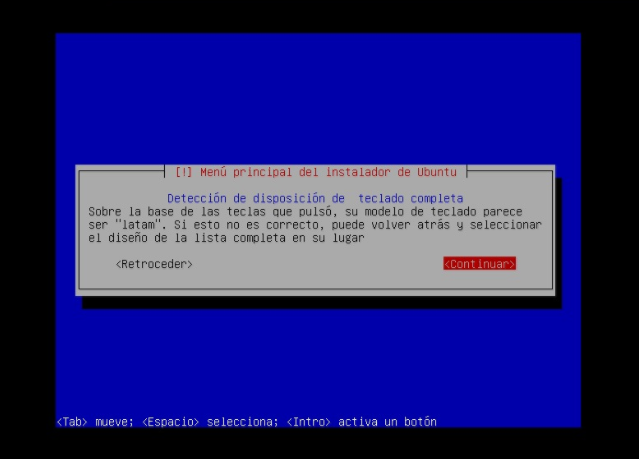 [!] Menú principal del instalador de Ubuntu
Detección de disposición de teclado completa
Sobre la base de las teclas que pulsó, su modelo de teclado parece
ser "latam". Si esto no es correcto, puede volver atrás y seleccionar
el diseño de la lista completa en su lugar
<Retroceder> <Continuar>
<Tab> mueve; <Espacio> selecciona; <Intro> activa un botón